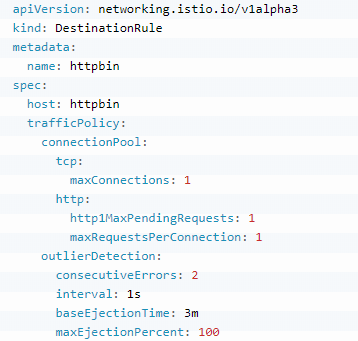 apiVersion: networking.istio.io/v1alpha3
kind: DestinationRule
metadata:
  name: httpbin
spec:
  host: httpbin
  trafficPolicy:
    connectionPool:
      tcp:
        maxConnections: 1
      http:
        http1MaxPendingRequests: 1
        maxRequestsPerConnection: 1
    outlierDetection:
      consecutiveErrors: 2
      interval: 1s
      baseEjectionTime: 3m
      maxEjectionPercent: 100